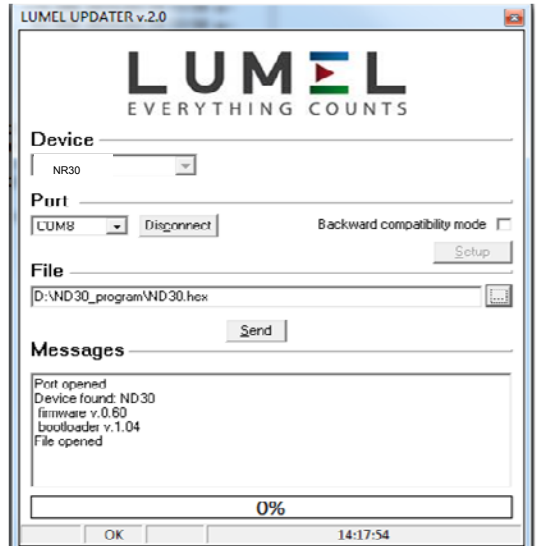 LUMEL UPDATER v.2.0
LUMEL
EVERYTHING COUNTS
Device
NR30
Port
COM8 Disconnect Backward compatibility mode
Setup
File
D:\ND30_program\ND30.hex ...
Send
Messages
Port opened
Device found: ND30
firmware v.0.60
bootloader v.1.04
File opened
0%
OK 14:17:54